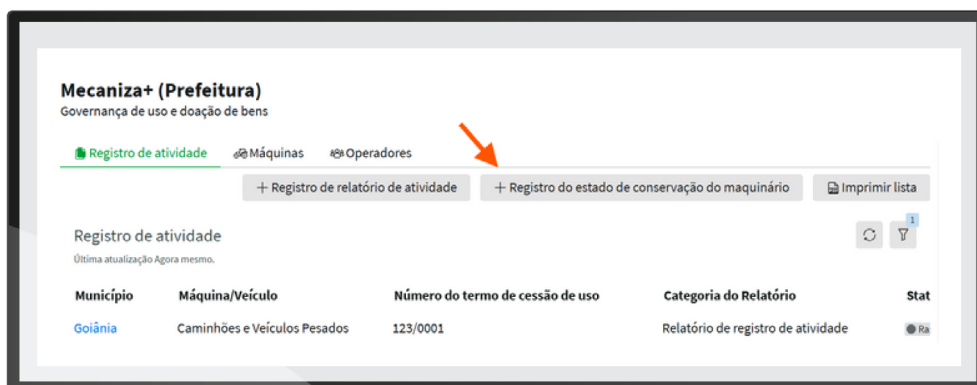 Mecaniza+ (Prefeitura)
Governança de uso e doação de bens
Registro de atividade Máquinas Operadores
+ Registro de relatório de atividade + Registro do estado de conservação do maquinário Imprimir lista
1
Registro de atividade
Última atualização Agora mesmo.
Município Máquina/Veículo Número do termo de cessão de uso Categoria do Relatório Stat
Goiânia Caminhões e Veículos Pesados 123/0001 Relatório de registro de atividade Ra